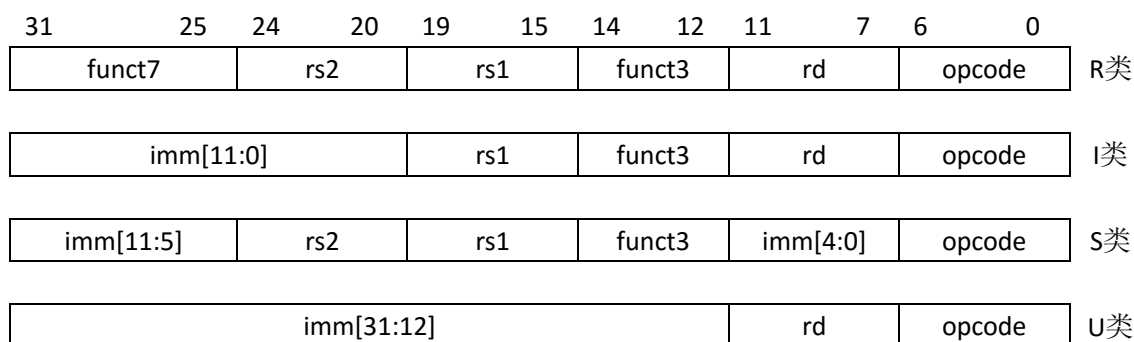 31 25 24 20 19 15 14 12 11 7 6 0
funct7 rs2 rs1 funct3 rd opcode R类
imm[11:0] rs1 funct3 rd opcode I类
imm[11:5] rs2 rs1 funct3 imm[4:0] opcode S类
imm[31:12] rd opcode U类